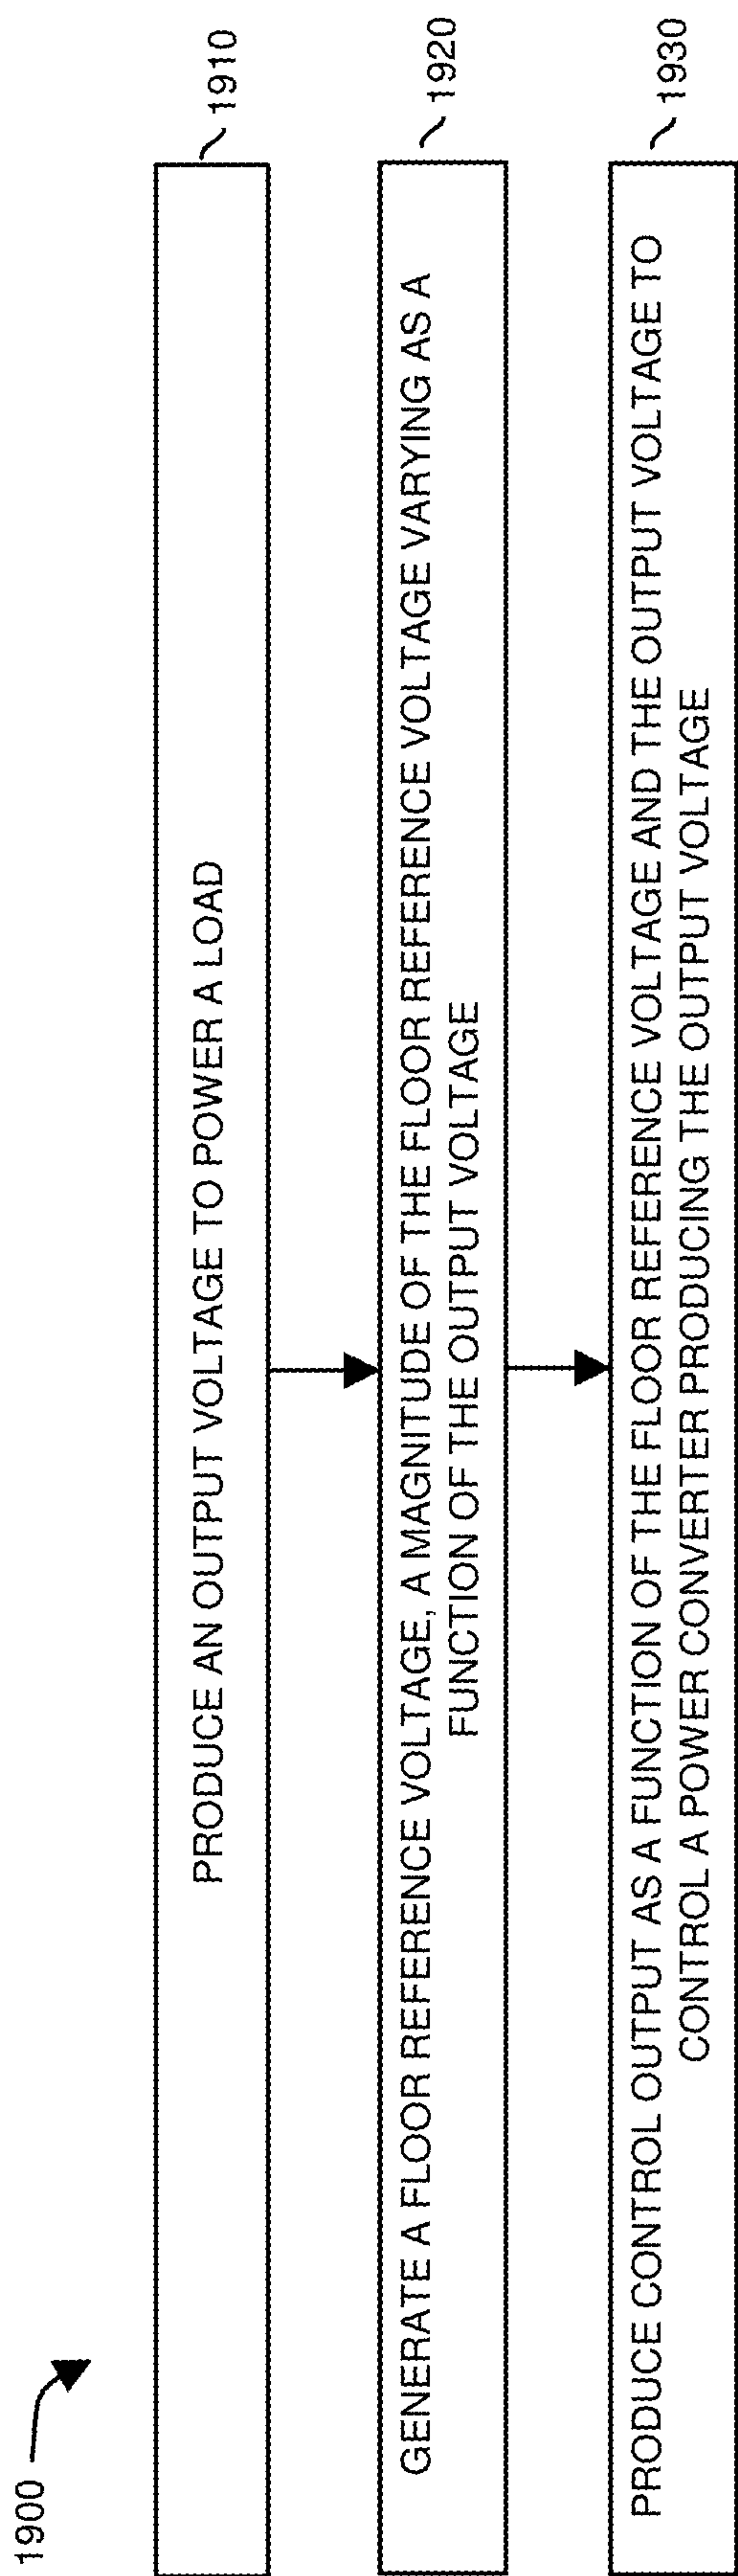 1900
PRODUCE AN OUTPUT VOLTAGE TO POWER A LOAD
1910
GENERATE A FLOOR REFERENCE VOLTAGE, A MAGNITUDE OF THE FLOOR REFERENCE VOLTAGE VARYING AS A
FUNCTION OF THE OUTPUT VOLTAGE
1920
PRODUCE CONTROL OUTPUT AS A FUNCTION OF THE FLOOR REFERENCE VOLTAGE AND THE OUTPUT VOLTAGE TO
CONTROL A POWER CONVERTER PRODUCING THE OUTPUT VOLTAGE
1930